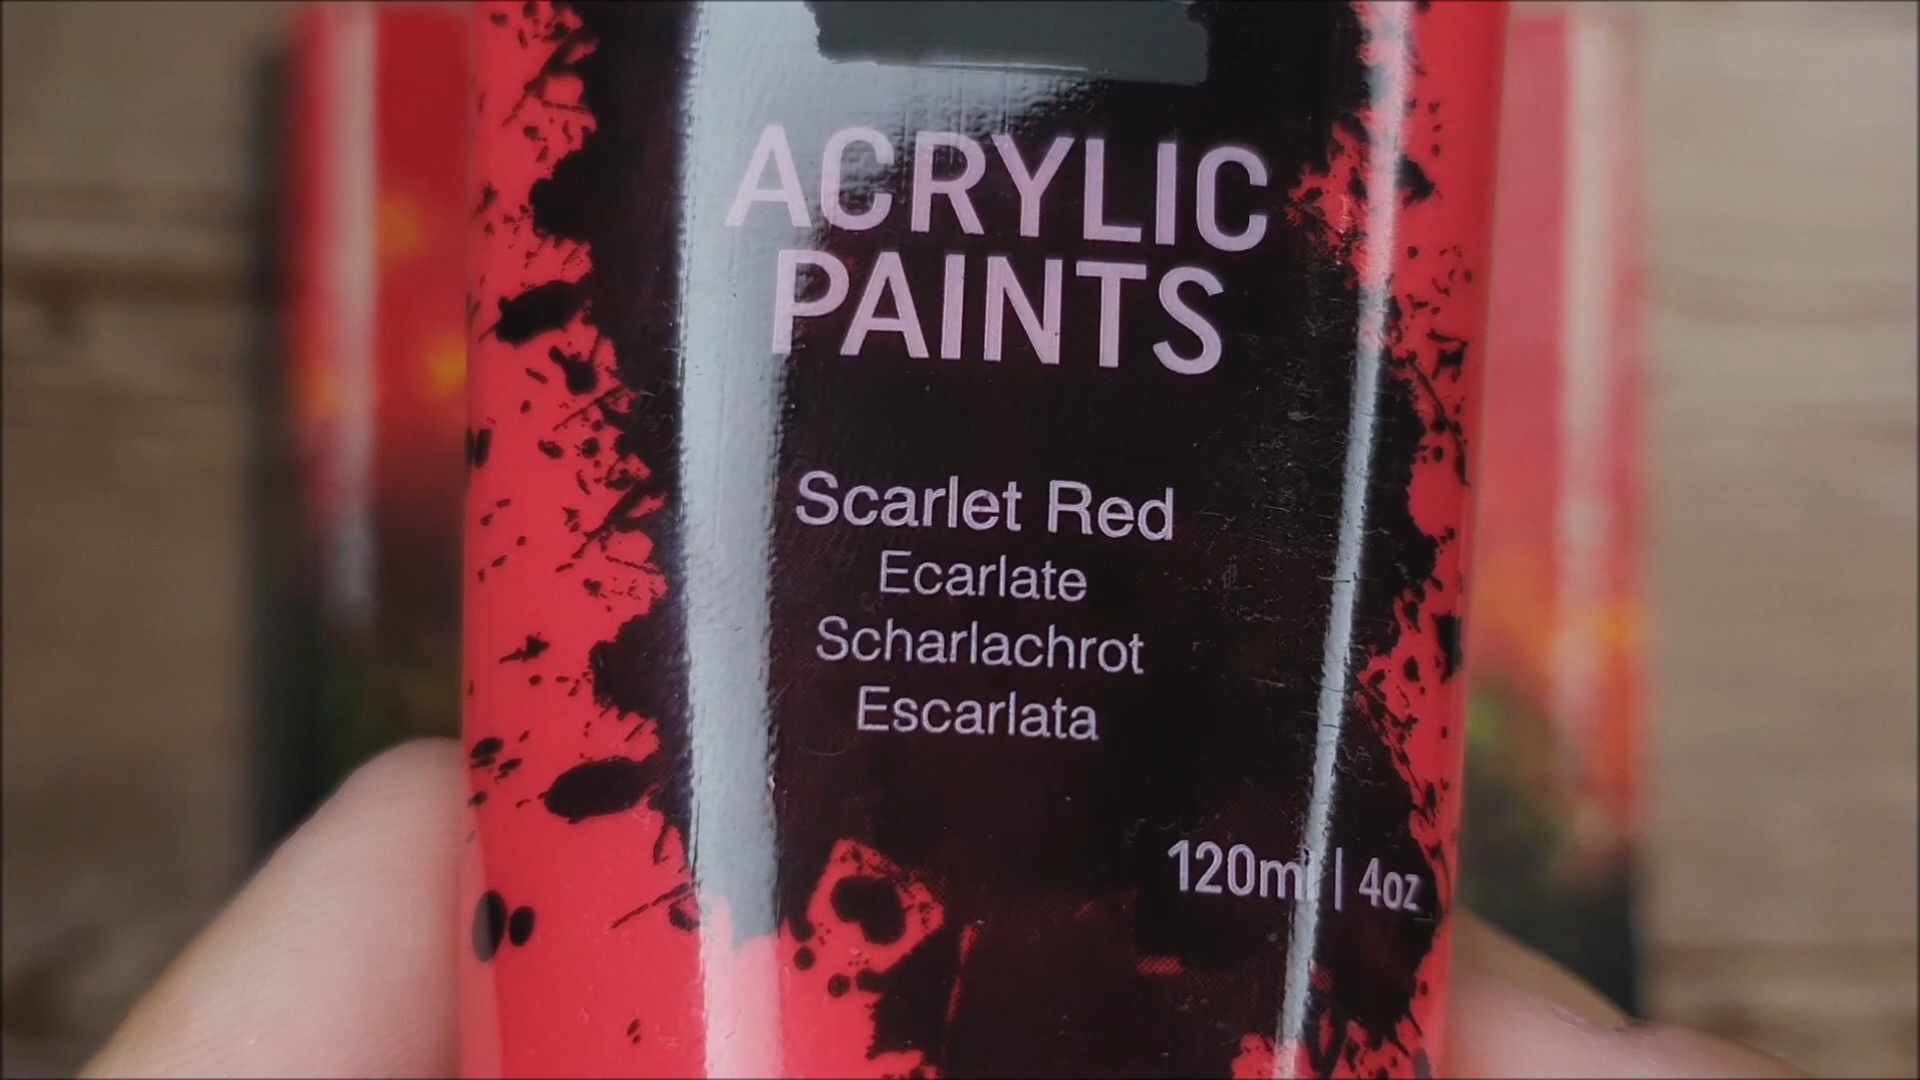 ACRYLIC
PAINTS
Scarlet Red
Ecarlate
Scharlachrot
Escarlata
120ml | 4oz